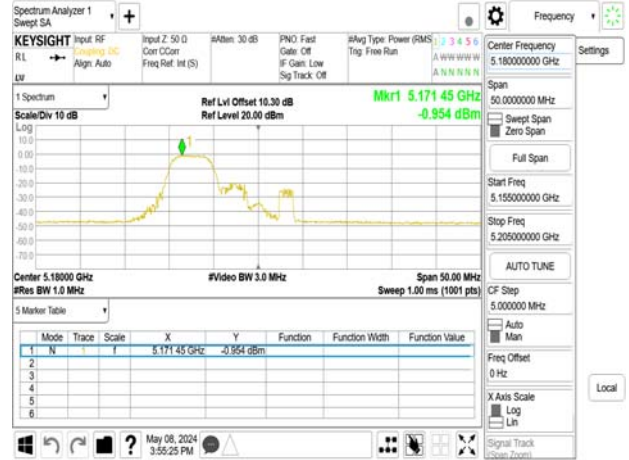 Spectrum Analyzer 1
Swept SA
Frequency
KEYSIGHT
Input: RF
Coupling: DC
Align: Auto
Input Z: 50 Ω
Corr CCorr
Freq Ref: Int (S)
#Atten: 30 dB
PNO: Fast
Gate: Off
IF Gain: Low
Sig Track: Off
#Avg Type: Power (RMS
Trig: Free Run
1 2 3 4 5 6
A W W W W W
A N N N N N
RL
1 Spectrum
Scale/Div 10 dB
Log
Ref Lvl Offset 10.30 dB
Ref Level 20.00 dBm
Mkr1 5.171 45 GHz
-0.954 dBm
1
10.0
0.00
-10.0
-20.0
-30.0
-40.0
-50.0
-60.0
-70.0
Center 5.18000 GHz
#Res BW 1.0 MHz
#Video BW 3.0 MHz
Span 50.00 MHz
Sweep 1.00 ms (1001 pts)
5 Marker Table
Mode Trace Scale X Y Function Function Width Function Value
1 N 1 f 5.171 45 GHz -0.954 dBm
2
3
4
5
6
May 08, 2024
3:55:25 PM
?
Center Frequency
5.180000000 GHz
Settings
Span
50.0000000 MHz
Swept Span
Zero Span
Full Span
Start Freq
5.155000000 GHz
Stop Freq
5.205000000 GHz
AUTO TUNE
CF Step
5.000000 MHz
Auto
Man
Freq Offset
0 Hz
X Axis Scale
Log
Lin
Local
Signal Track
(Span Zoom)